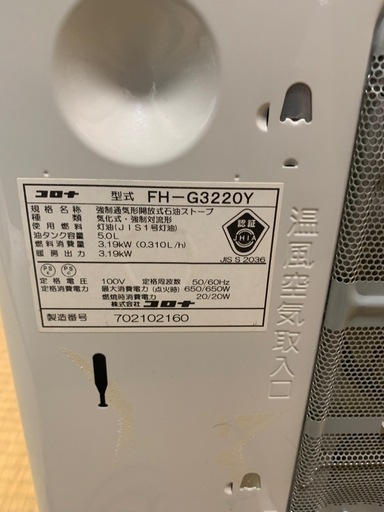 コロナ 型式 FH-G3220Y
規格名 強制通気形開放式石油ストーブ
種類 気化式・強制対流形
使用燃料 灯油(JIS1号灯油)
油タンク容量 5.0L
燃料消費量 3.19kW (0.310L/h)
暖房出力 3.19kW
認証
JHIA
JIS S 2036
PS PS
定格電圧 100V 定格周波数 50/60Hz
定格消費電力 最大消費電力 (点火時) 650/650W
燃焼時消費電力 20/20W
株式会社 コロナ
製造番号 702102160
温風空気取入口